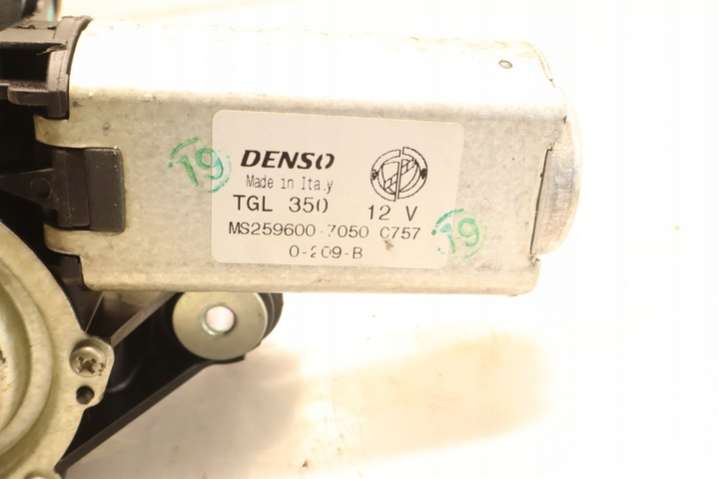 19
DENSO
Made in Italy
TGL 350 12 V
MS259600-7050 C757
0-209-B
19